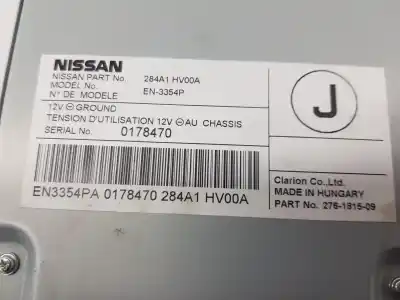 NISSAN
NISSAN PART No. 284A1 HV00A
MODEL No.
N° DE MODELE EN-3354P
12V ⊖ GROUND
TENSION D'UTILISATION 12V ⊖ AU CHASSIS
SERIAL No. 0178470
EN3354PA 0178470 284A1 HV00A
J
Clarion Co.,Ltd.
MADE IN HUNGARY
PART No. 276-1815-09